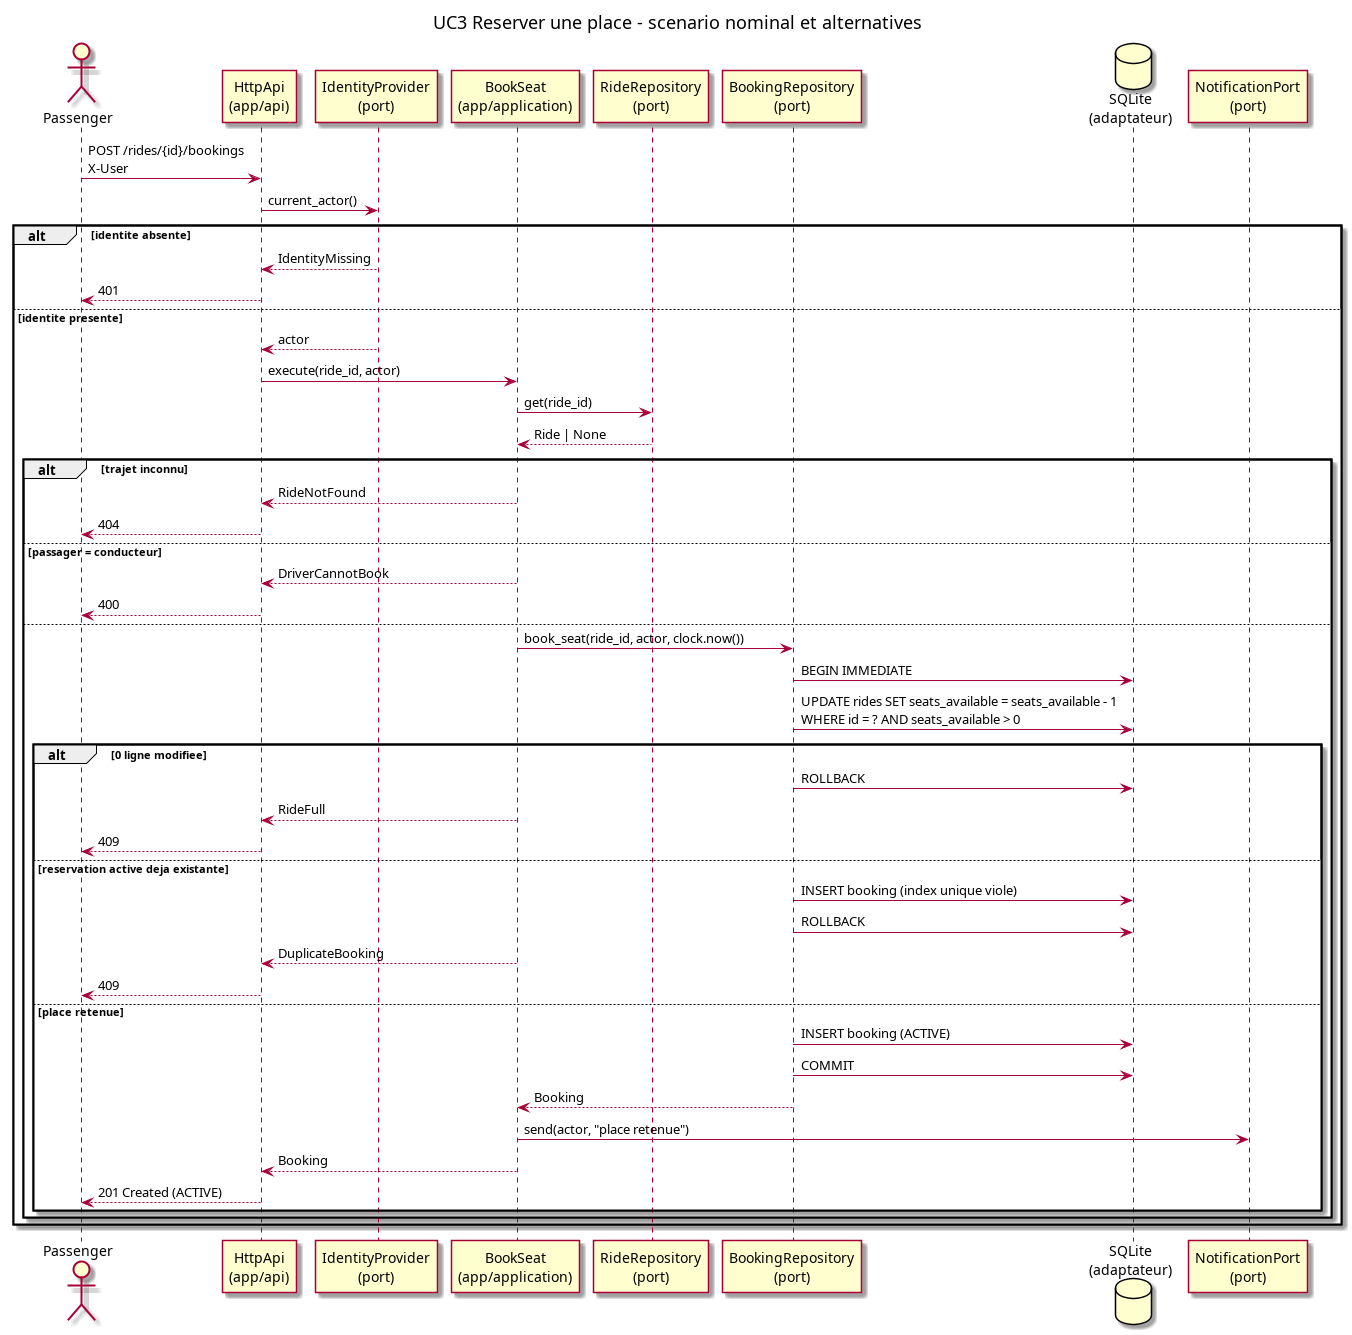 UC3 Reserver une place - scenario nominal et alternatives
Passenger
HttpApi
(app/api)
IdentityProvider
(port)
BookSeat
(app/application)
RideRepository
(port)
BookingRepository
(port)
SQLite
(adaptateur)
NotificationPort
(port)
POST /rides/{id}/bookings
X-User
current_actor()
alt [identite absente]
IdentityMissing
401
[identite presente]
actor
execute(ride_id, actor)
get(ride_id)
Ride | None
alt [trajet inconnu]
RideNotFound
404
[passager = conducteur]
DriverCannotBook
400
book_seat(ride_id, actor, clock.now())
BEGIN IMMEDIATE
UPDATE rides SET seats_available = seats_available - 1
WHERE id = ? AND seats_available > 0
alt [0 ligne modifiee]
ROLLBACK
RideFull
409
[reservation active deja existante]
INSERT booking (index unique viole)
ROLLBACK
DuplicateBooking
409
[place retenue]
INSERT booking (ACTIVE)
COMMIT
Booking
send(actor, "place retenue")
Booking
201 Created (ACTIVE)
Passenger
HttpApi
(app/api)
IdentityProvider
(port)
BookSeat
(app/application)
RideRepository
(port)
BookingRepository
(port)
SQLite
(adaptateur)
NotificationPort
(port)